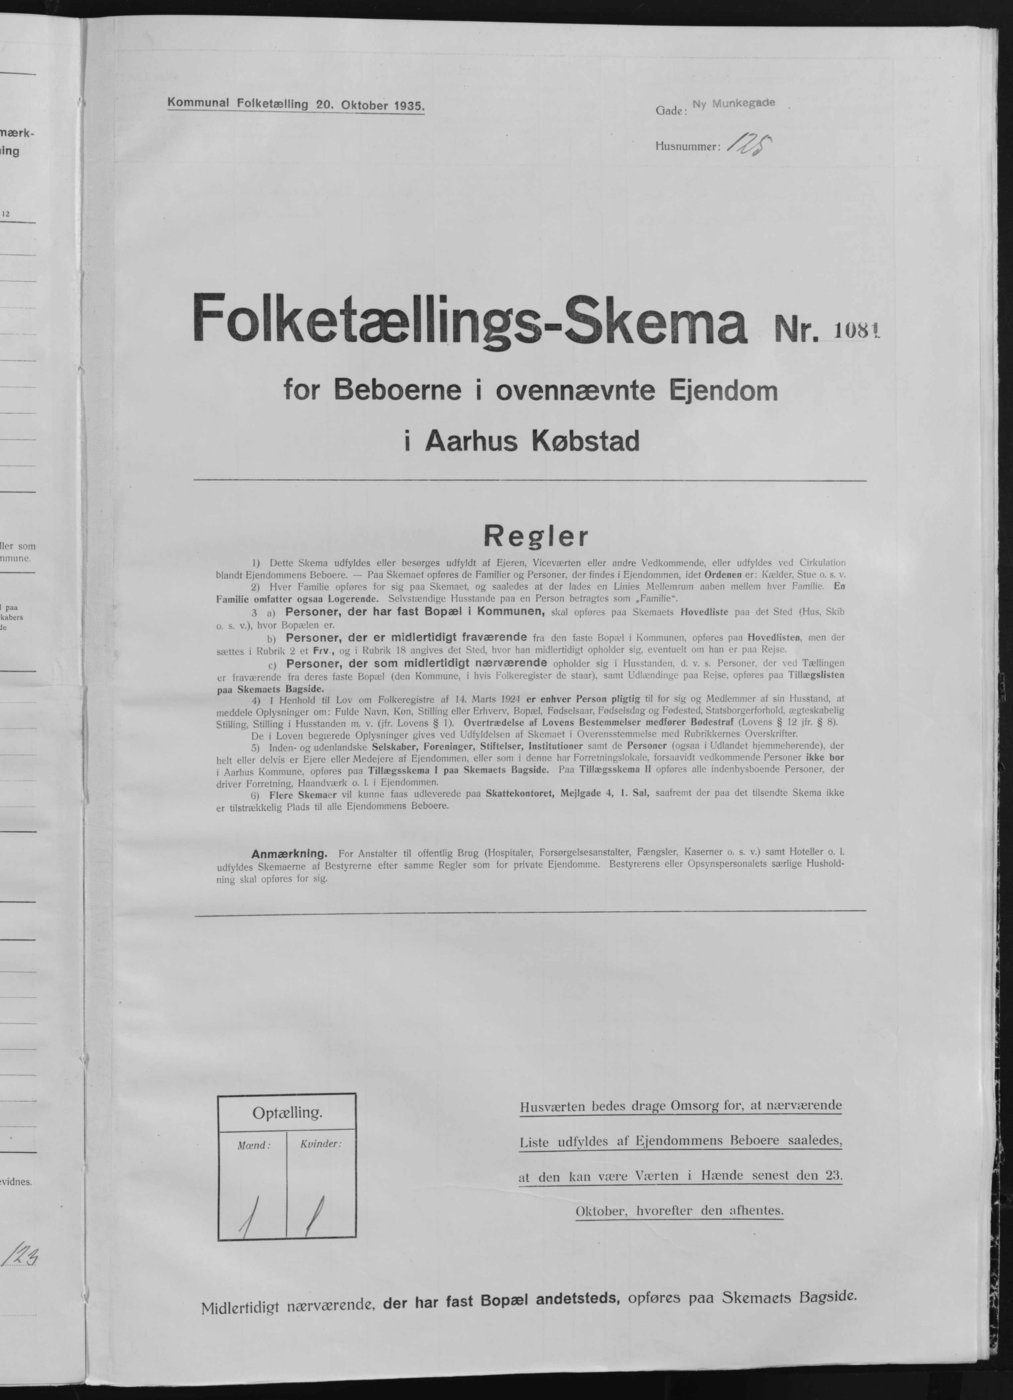 Kommunal Folketælling 20. Oktober 1935.
Gade: Ny Munkegade
Husnummer: 125
Folketællings-Skema Nr. 1081.
for Beboerne i ovennævnte Ejendom
i Aarhus Købstad
Regler
1) Dette Skema udfyldes eller besørges udfyldt af Ejeren, Viceværten eller andre Vedkommende, eller udfyldes ved Cirkulation
blandt Ejendommens Beboere. — Paa Skemaet opføres de Familier og Personer, der findes i Ejendommen, idet Ordenen er: Kælder, Stue o. s. v.
2) Hver Familie opføres for sig paa Skemaet, og saaledes at der lades en Linies Mellemrum aaben mellem hver Familie. En
Familie omfatter ogsaa Logerende. Selvstændige Husstande paa en Person betragtes som „Familie“.
3 a) Personer, der har fast Bopæl i Kommunen, skal opføres paa Skemaets Hovedliste paa det Sted (Hus, Skib
o. s. v.), hvor Bopælen er.
b) Personer, der er midlertidigt fraværende fra den faste Bopæl i Kommunen, opføres paa Hovedlisten, men der
sættes i Rubrik 2 et Frv., og i Rubrik 18 angives det Sted, hvor han midlertidigt opholder sig, eventuelt om han er paa Rejse.
c) Personer, der som midlertidigt nærværende opholder sig i Husstanden, d. v. s. Personer, der ved Tællingen
er fraværende fra deres faste Bopæl (den Kommune, i hvis Folkeregister de staar), samt Udlændinge paa Rejse, opføres paa Tillægslisten
paa Skemaets Bagside.
4) I Henhold til Lov om Folkeregistre af 14. Marts 1924 er enhver Person pligtig til for sig og Medlemmer af sin Husstand, at
meddele Oplysninger om: Fulde Navn, Køn, Stilling eller Erhverv, Bopæl, Fødselsaar, Fødselsdag og Fødested, Statsborgerforhold, ægteskabelig
Stilling, Stilling i Husstanden m. v. (jfr. Lovens § 1). Overtrædelse af Lovens Bestemmelser medfører Bødestraf (Lovens § 12 jfr. § 8).
De i Loven begærede Oplysninger gives ved Udfyldelsen af Skemaet i Overensstemmelse med Rubrikkernes Overskrifter.
5) Inden- og udenlandske Selskaber, Foreninger, Stiftelser, Institutioner samt de Personer (ogsaa i Udlandet hjemmehørende), der
helt eller delvis er Ejere eller Medejere af Ejendommen, eller som i denne har Forretningslokale, forsaavidt vedkommende Personer ikke bor
i Aarhus Kommune, opføres paa Tillægsskema I paa Skemaets Bagside. Paa Tillægsskema II opføres alle indenbysboende Personer, der
driver Forretning, Haandværk o. l. i Ejendommen.
6) Flere Skemaer vil kunne faas udleverede paa Skattekontoret, Mejlgade 4, 1. Sal, saafremt der paa det tilsendte Skema ikke
er tilstrækkelig Plads til alle Ejendommens Beboere.
Anmærkning. For Anstalter til offentlig Brug (Hospitaler, Forsørgelsesanstalter, Fængsler, Kaserner o. s. v.) samt Hoteller o. l.
udfyldes Skemaerne af Bestyrerne efter samme Regler som for private Ejendomme. Bestyrerens eller Opsynspersonalets særlige Hushold-
ning skal opføres for sig.
Optælling.
Mænd: Kvinder:
1 1
Husværten bedes drage Omsorg for, at nærværende
Liste udfyldes af Ejendommens Beboere saaledes,
at den kan være Værten i Hænde senest den 23.
Oktober, hvorefter den afhentes.
Midlertidigt nærværende, der har fast Bopæl andetsteds, opføres paa Skemaets Bagside.
mærk-
ing
12
ller som
mmune.
l paa
kabers
de
evidnes.
123